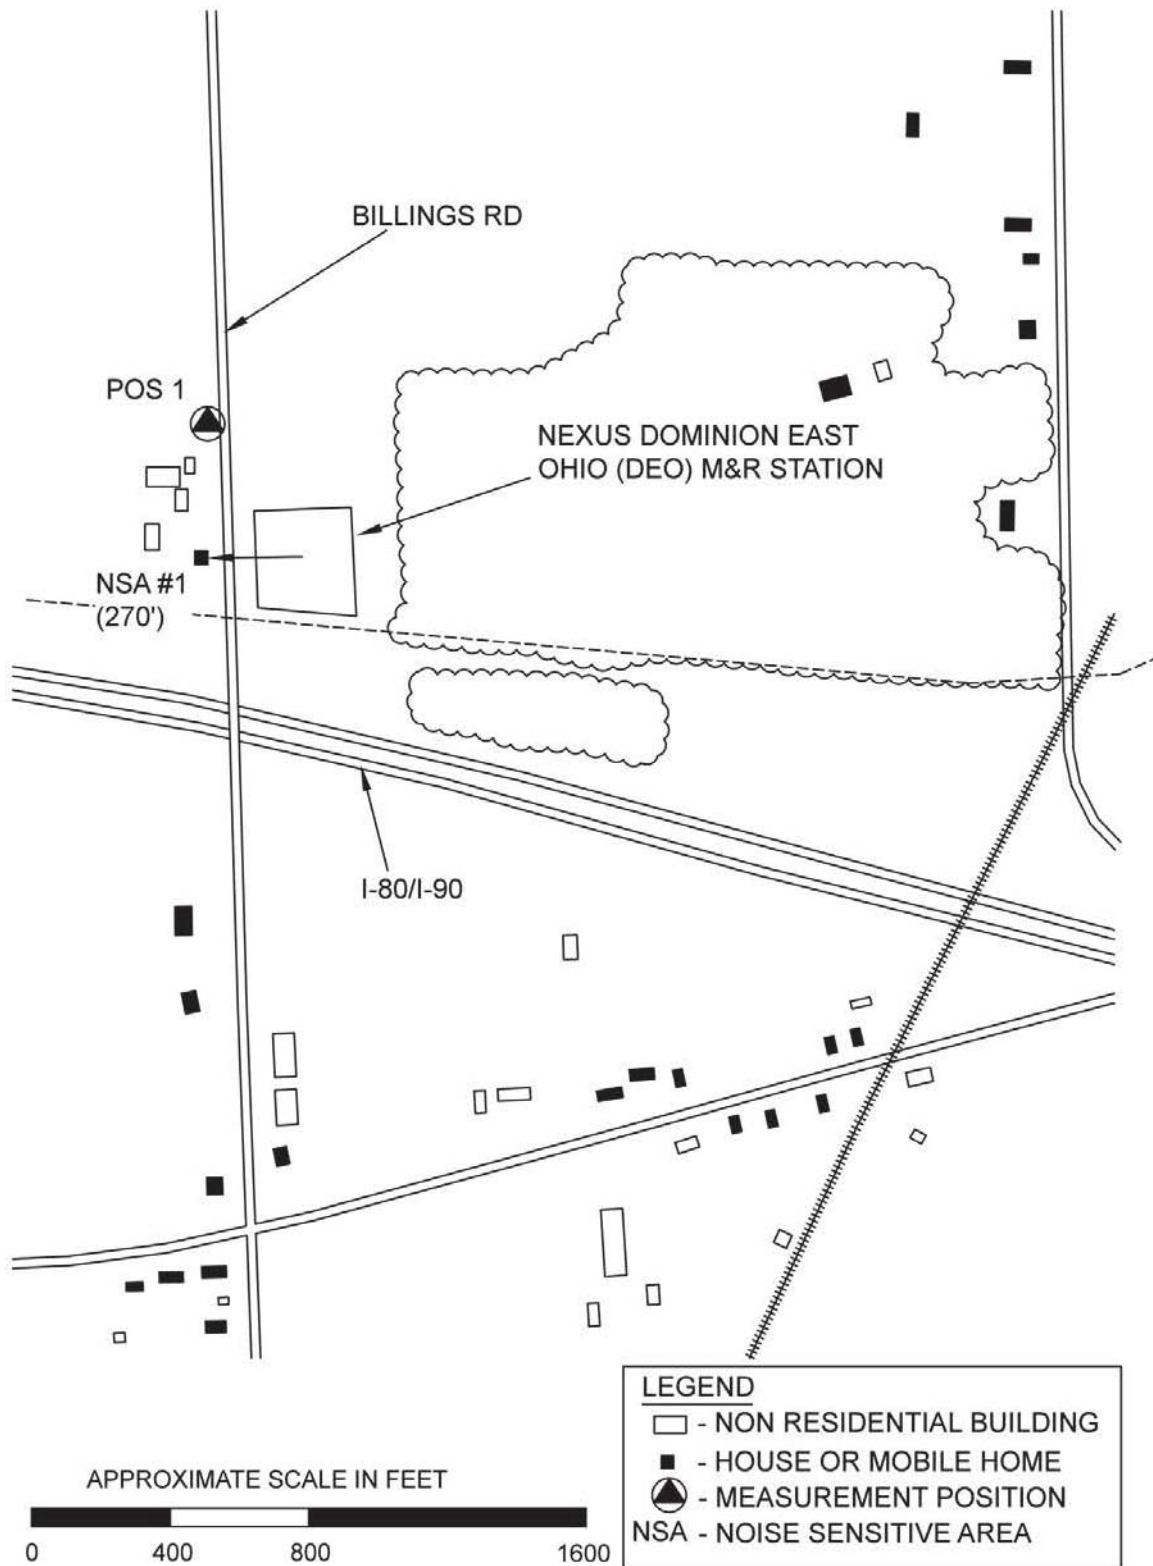 BILLINGS RD
POS 1
NEXUS DOMINION EAST
OHIO (DEO) M&R STATION
NSA #1
(270')
I-80/I-90
LEGEND
- NON RESIDENTIAL BUILDING
- HOUSE OR MOBILE HOME
- MEASUREMENT POSITION
NSA - NOISE SENSITIVE AREA
APPROXIMATE SCALE IN FEET
0 400 800 1600